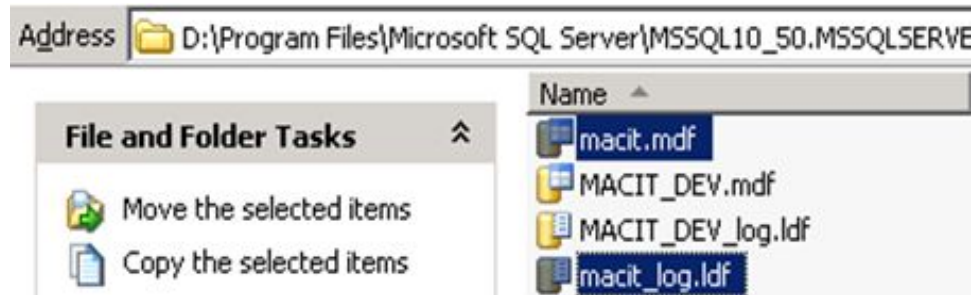 Address D:\Program Files\Microsoft SQL Server\MSSQL10_50.MSSQLSERVE
File and Folder Tasks
Move the selected items
Copy the selected items
Name
macit.mdf
MACIT_DEV.mdf
MACIT_DEV_log.ldf
macit_log.ldf